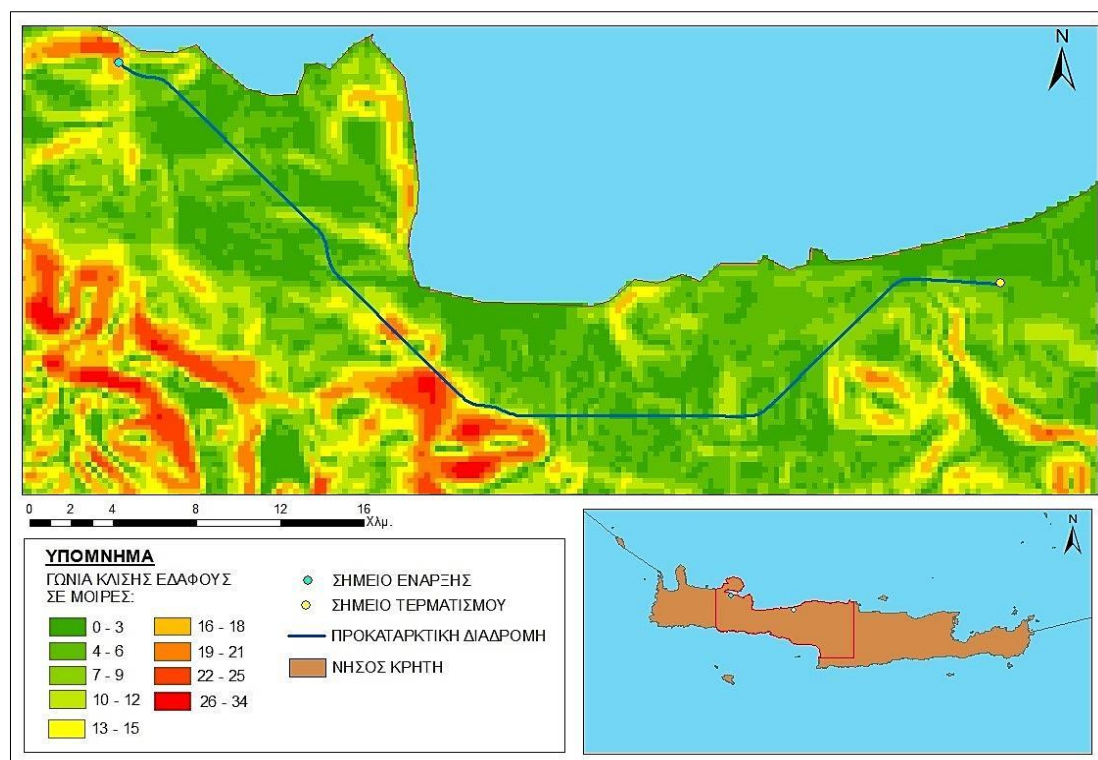 N
0 2 4 8 12 16
Χλμ.
ΥΠΟΜΝΗΜΑ
ΓΩΝΙΑ ΚΛΙΣΗΣ ΕΔΑΦΟΥΣ
ΣΕ ΜΟΙΡΕΣ:
0 - 3
4 - 6
7 - 9
10 - 12
13 - 15
16 - 18
19 - 21
22 - 25
26 - 34
ΣΗΜΕΙΟ ΕΝΑΡΞΗΣ
ΣΗΜΕΙΟ ΤΕΡΜΑΤΙΣΜΟΥ
ΠΡΟΚΑΤΑΡΚΤΙΚΗ ΔΙΑΔΡΟΜΗ
ΝΗΣΟΣ ΚΡΗΤΗ
N